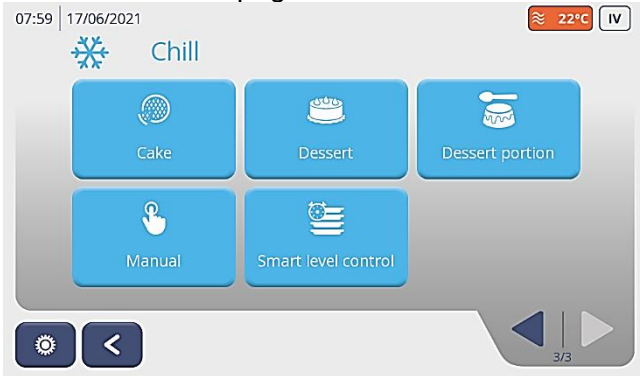 07:59 17/06/2021 22°C IV
Chill
Cake Dessert Dessert portion
Manual Smart level control
3/3